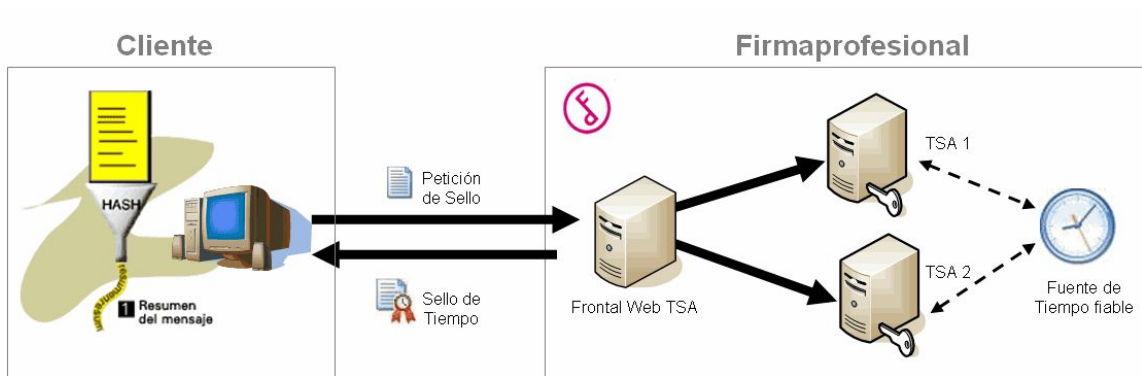 Cliente
Firmaprofesional
HASH
1 Resumen
del mensaje
Petición
de Sello
Sello de
Tiempo
Frontal Web TSA
TSA 1
TSA 2
Fuente de
Tiempo fiable